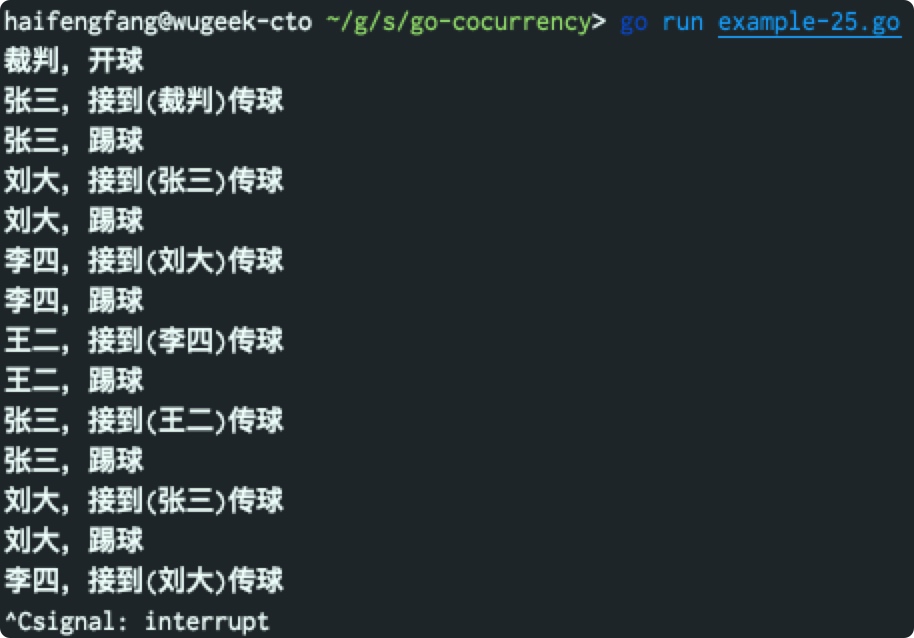 haifengfang@wugeek-cto ~/g/s/go-cocurrency> go run example-25.go
裁判, 开球
张三, 接到(裁判)传球
张三, 踢球
刘大, 接到(张三)传球
刘大, 踢球
李四, 接到(刘大)传球
李四, 踢球
王二, 接到(李四)传球
王二, 踢球
张三, 接到(王二)传球
张三, 踢球
刘大, 接到(张三)传球
刘大, 踢球
李四, 接到(刘大)传球
^Csignal: interrupt